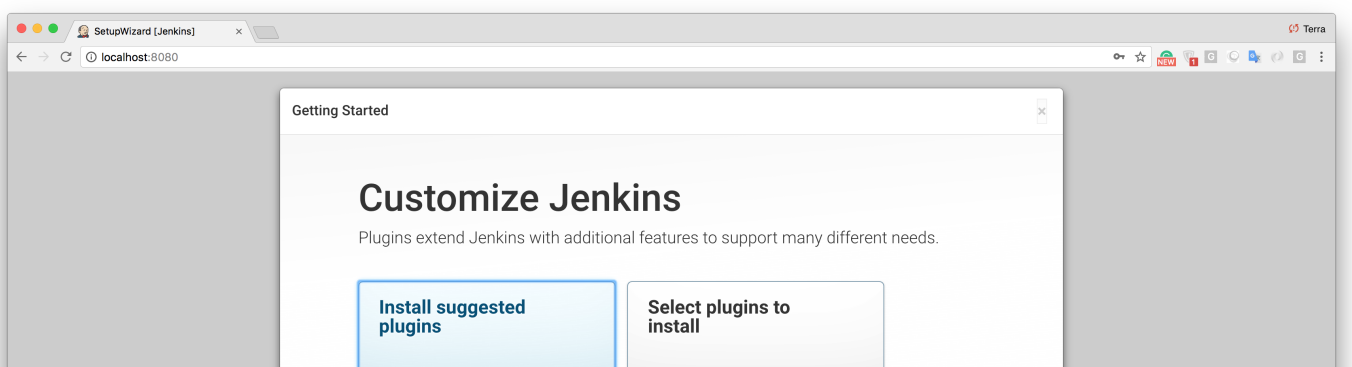 SetupWizard [Jenkins]
Terra
localhost:8080
NEW
1
G
G
Getting Started
Customize Jenkins
Plugins extend Jenkins with additional features to support many different needs.
Install suggested
plugins
Select plugins to
install